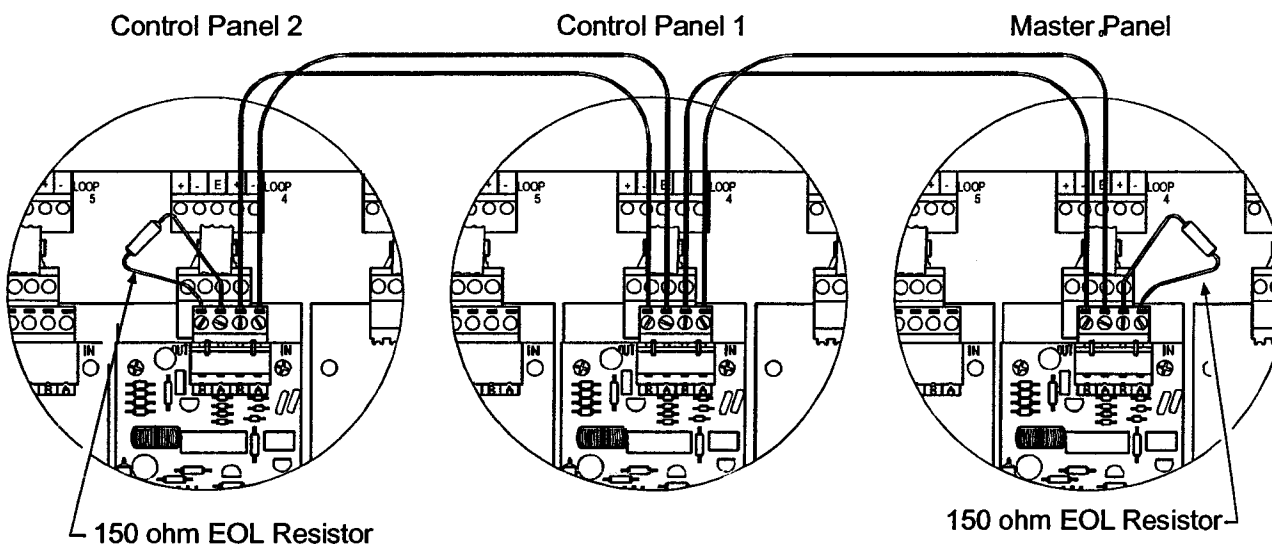 Control Panel 2
Control Panel 1
Master Panel
+ -
+ - E + -
LOOP 5
LOOP 4
+ - E
LOOP 5
LOOP 4
+ - E + -
LOOP 5
LOOP 4
IN
OUT
IN
IN
OUT
IN
IN
OUT
IN
B A
B A B A
B A
B A B A
B A
B A B A
150 ohm EOL Resistor
150 ohm EOL Resistor